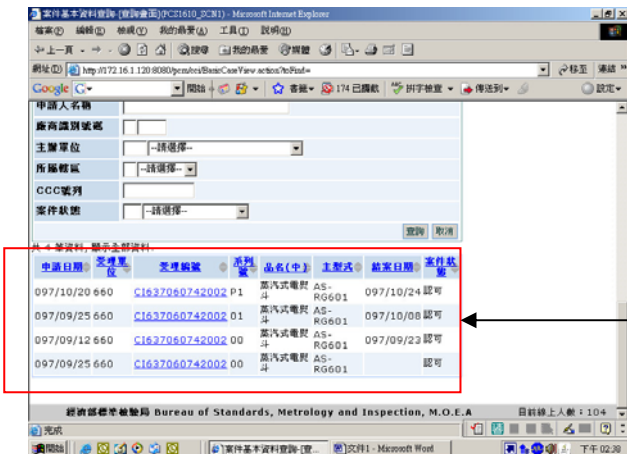 案件基本資料查詢-[查詢畫面](PCS1610_SCN1) - Microsoft Internet Explorer
檔案(F) 編輯(E) 檢視(V) 我的最愛(A) 工具(T) 說明(H)
上一頁 搜尋 我的最愛 媒體
網址(D) http://172.16.1.120:8080/pcm/cci/BasicCaseView.action?toFind= 移至 連結
Google 開始 書籤 174 已攔截 拼字檢查 傳送到 設定
申請人名稱
廠商識別號碼
主辦單位 --請選擇--
所屬轄區 --請選擇--
CCC號列
案件狀態 --請選擇--
查詢 取消
共 4 筆資料, 顯示全部資料.
申請日期 受理單位 受理編號 系列號 品名(中) 主型式 結案日期 案件狀態
097/10/20 660 CI637060742002 P1 蒸汽式電熨斗 AS-RG601 097/10/24 認可
097/09/25 660 CI637060742002 01 蒸汽式電熨斗 AS-RG601 097/10/08 認可
097/09/12 660 CI637060742002 00 蒸汽式電熨斗 AS-RG601 097/09/23 認可
097/09/25 660 CI637060742002 00 蒸汽式電熨斗 AS-RG601 認可
經濟部標準檢驗局 Bureau of Standards, Metrology and Inspection, M.O.E.A 目前線上人數：104
完成
開始 案件基本資料查詢-[查... 文件1 - Microsoft Word 下午 02:38